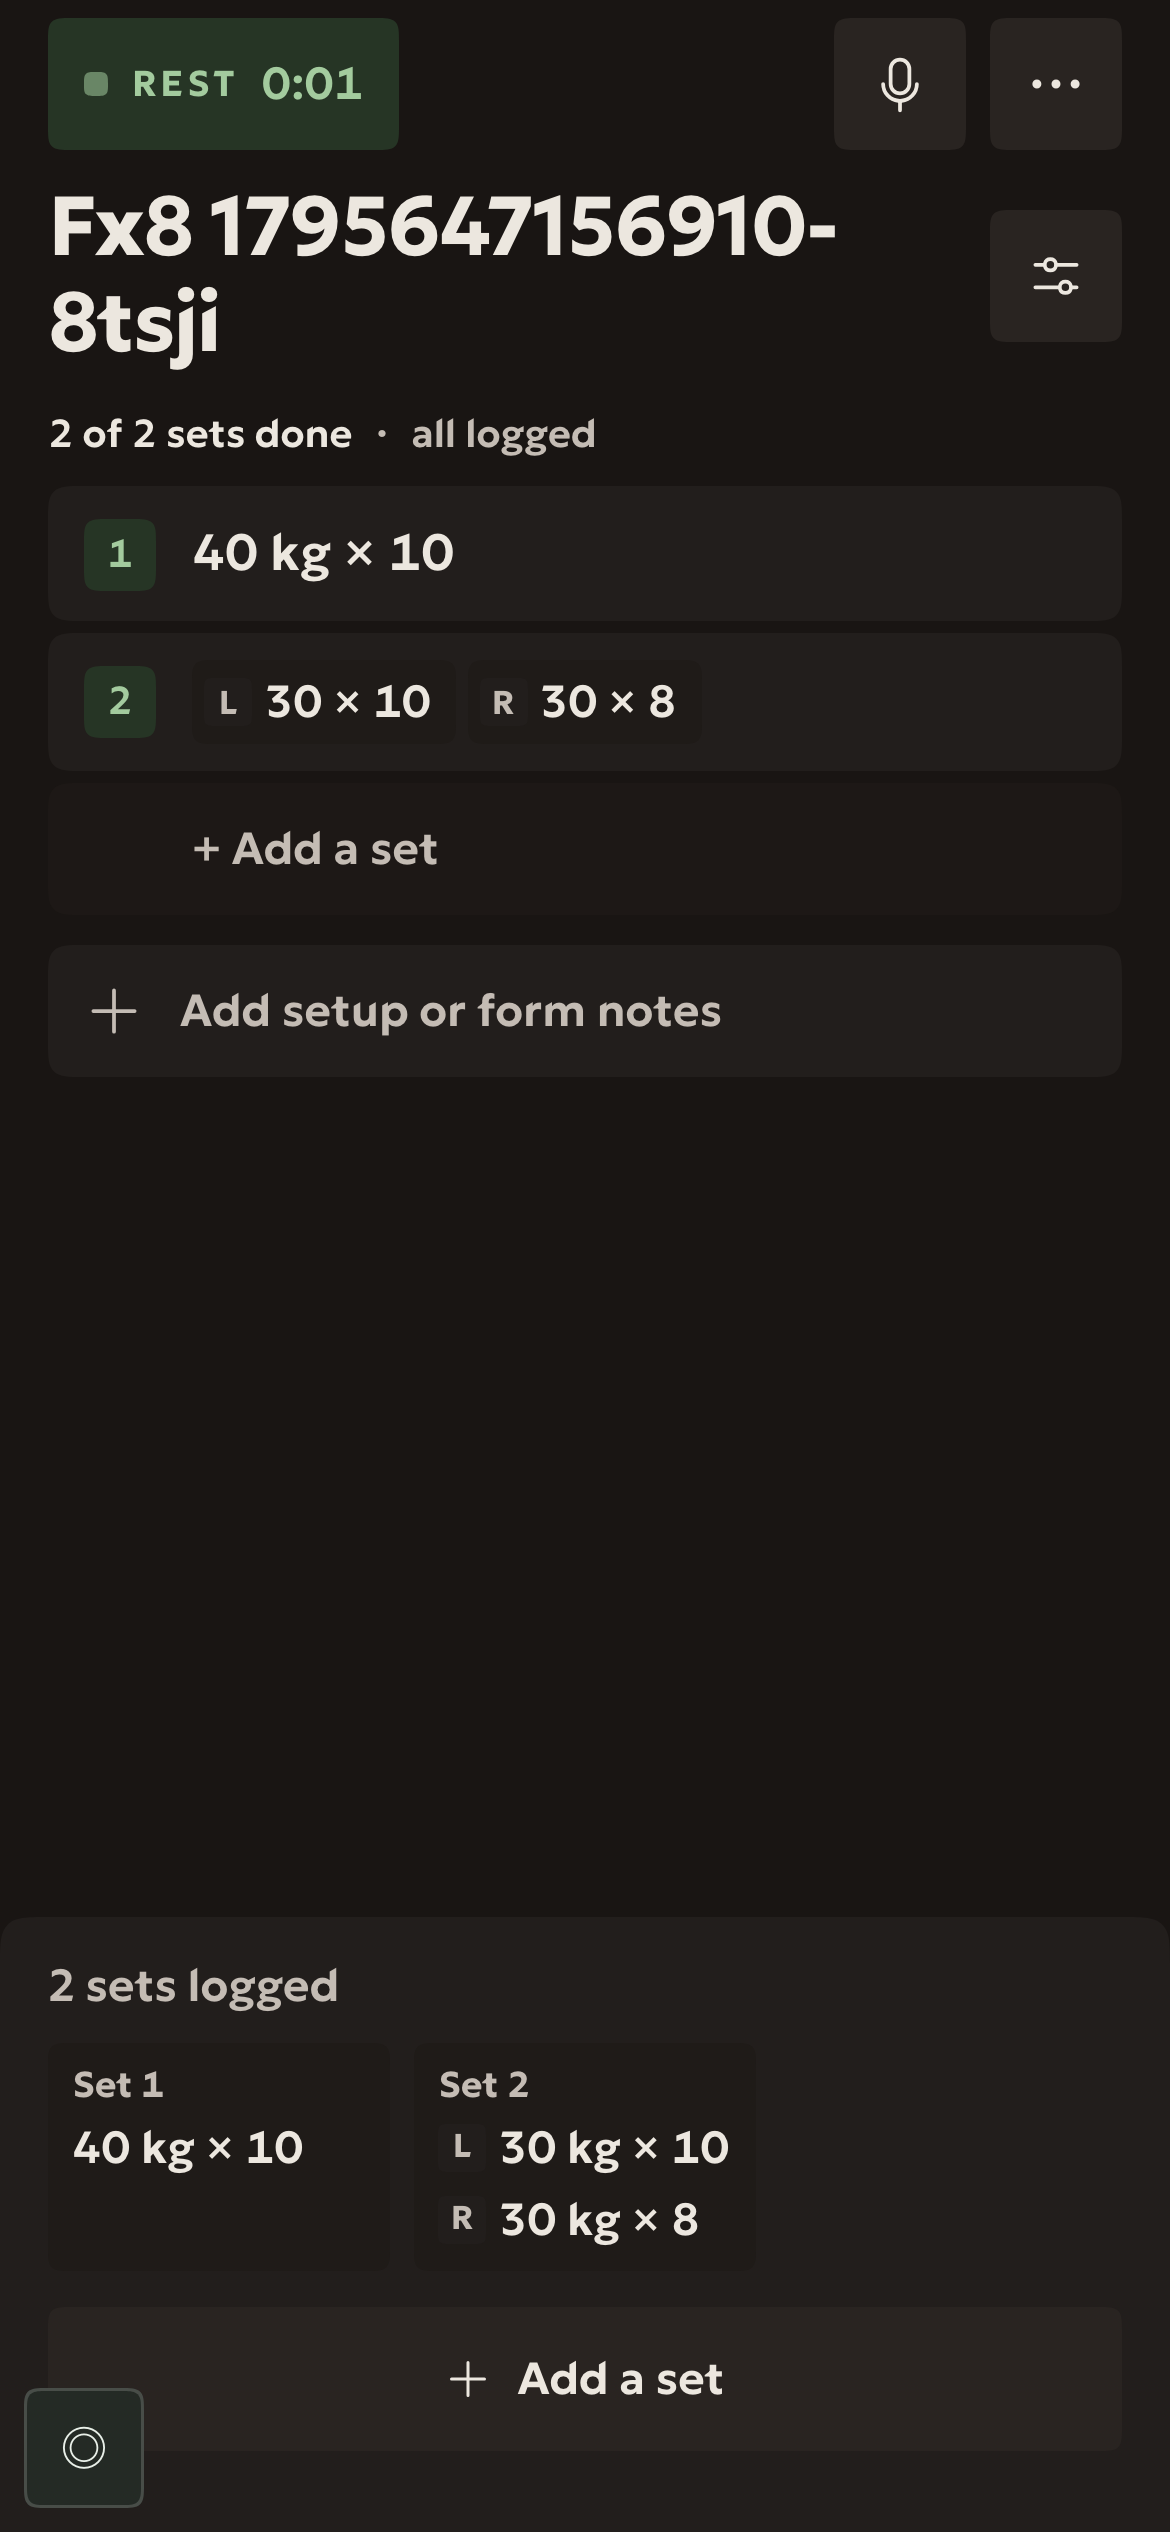 REST 0:01
Fx8 1795647156910-
8tsji
2 of 2 sets done · all logged
1 40 kg × 10
2 L 30 × 10 R 30 × 8
+ Add a set
Add setup or form notes
2 sets logged
Set 1
40 kg × 10
Set 2
L 30 kg × 10
R 30 kg × 8
Add a set